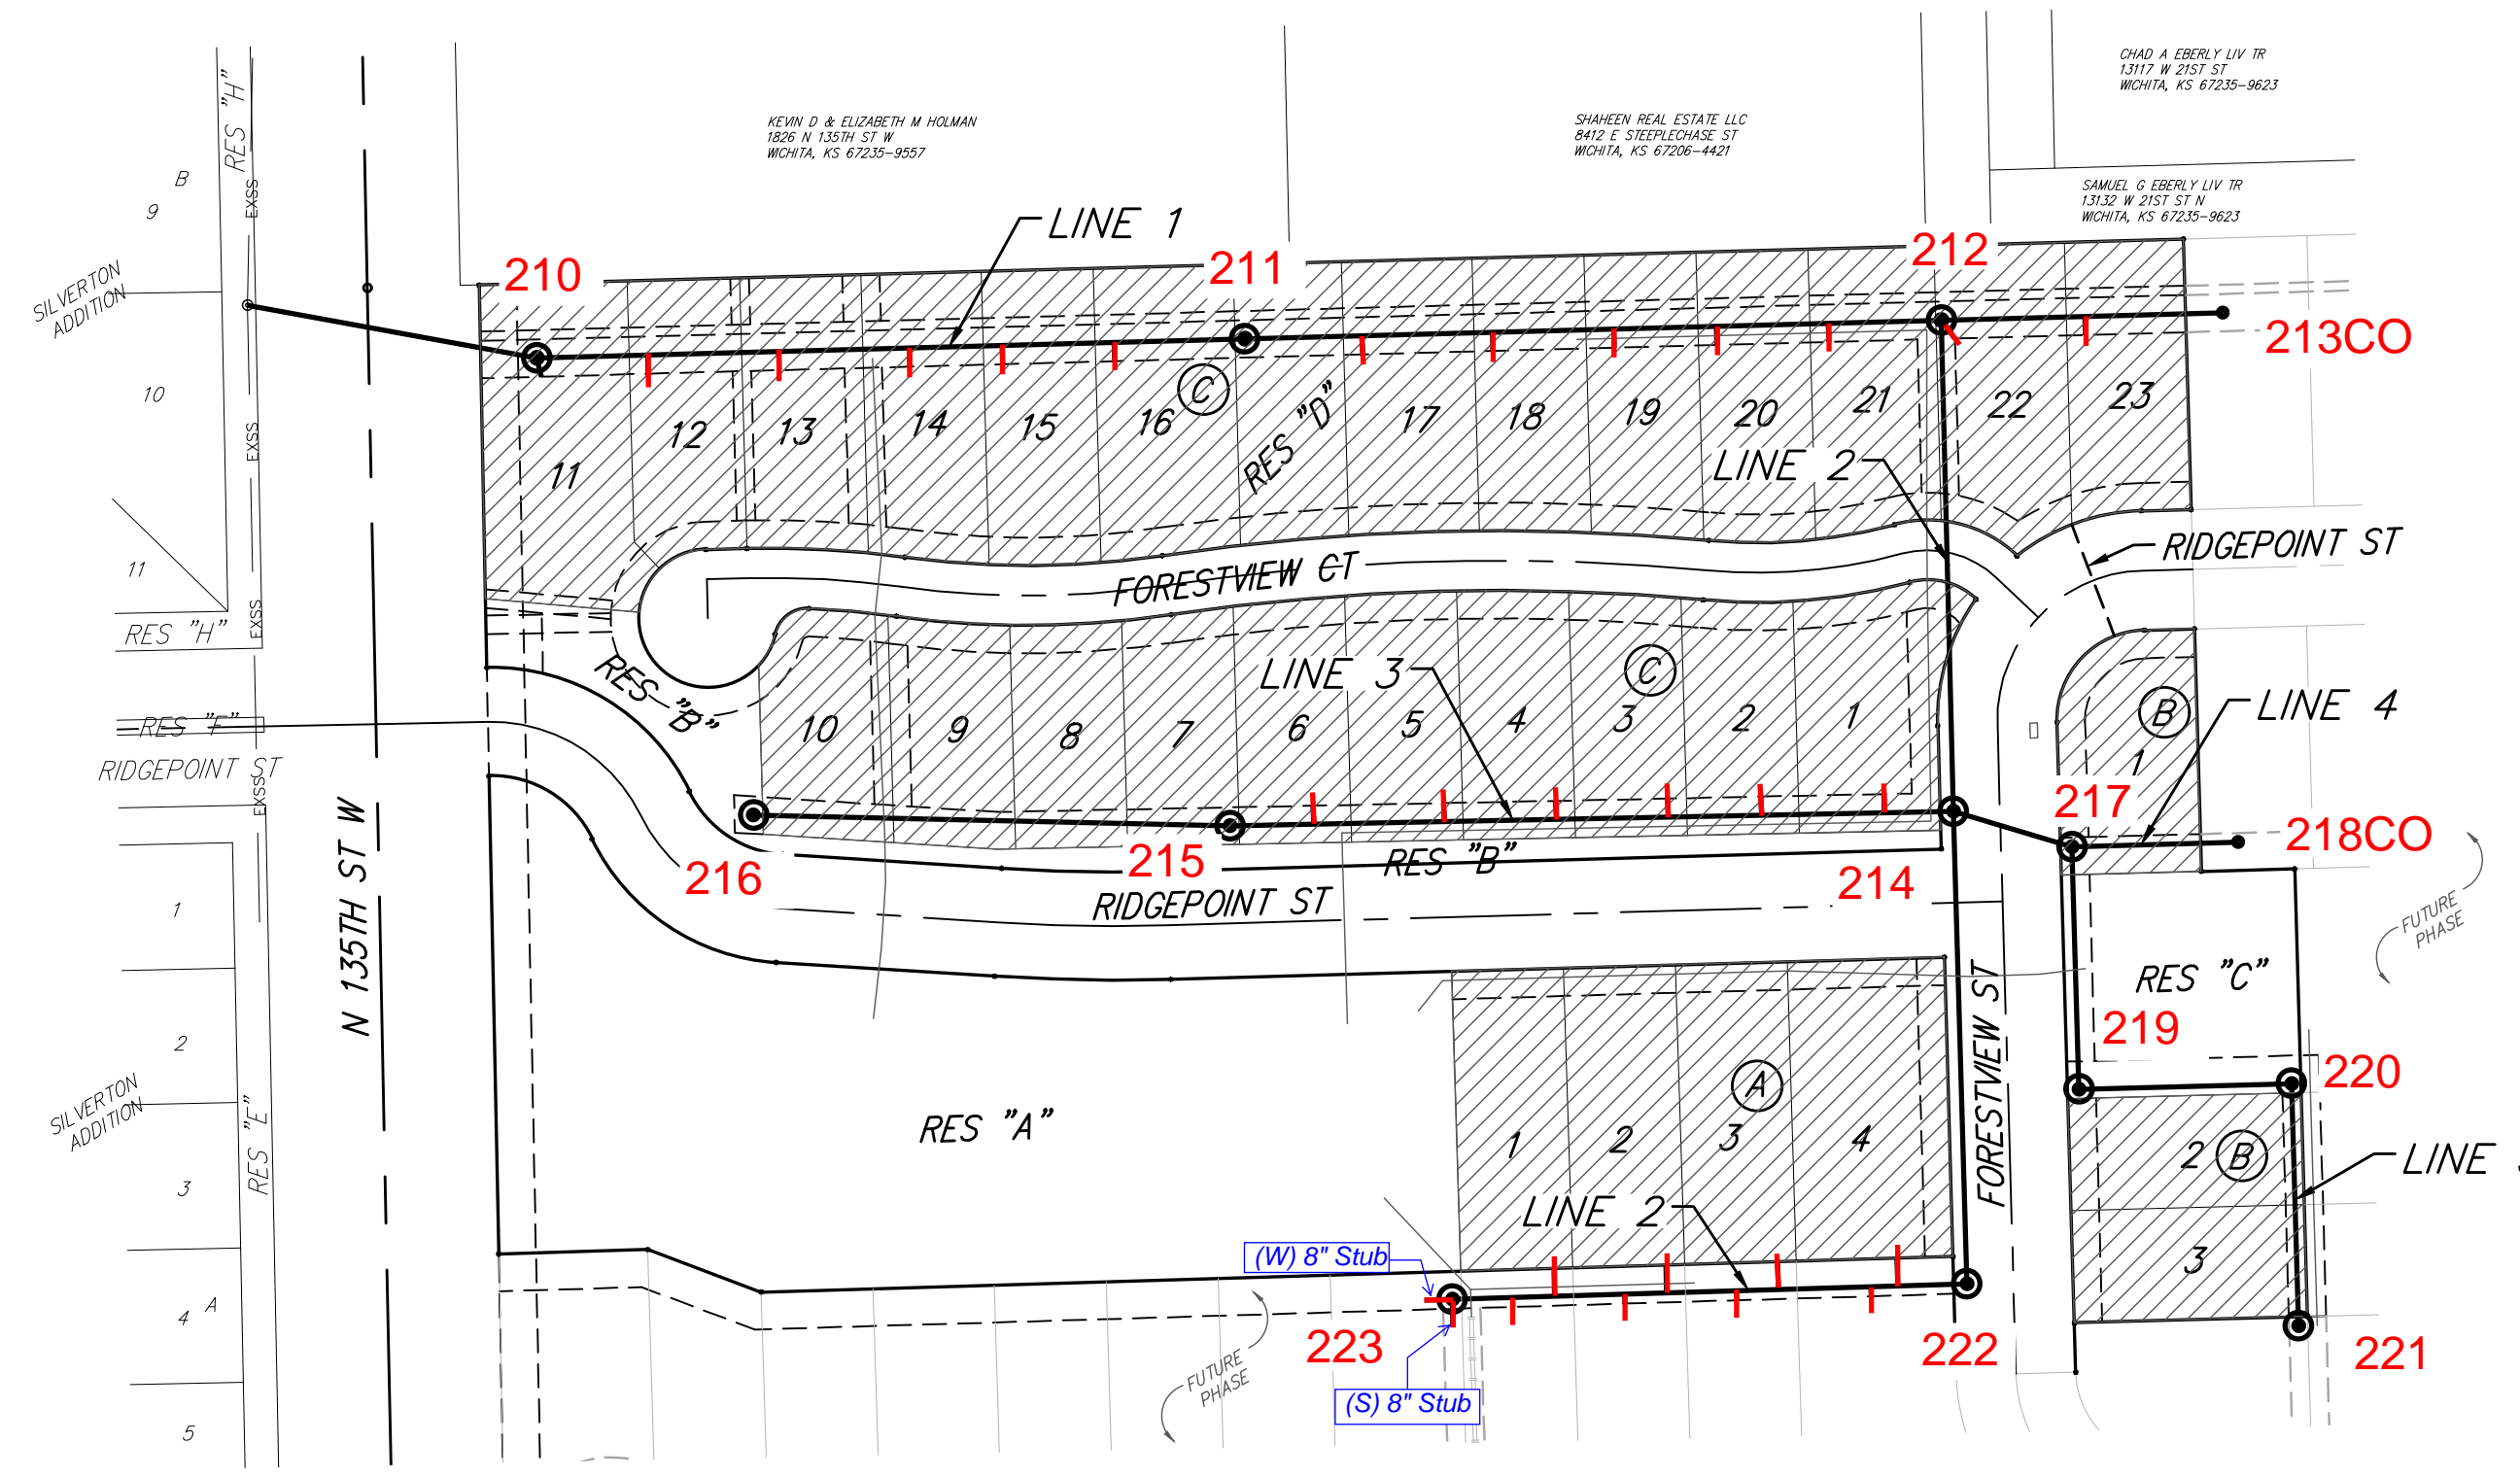 CHAD A EBERLY LIV TR
13117 W 21ST ST
WICHITA, KS 67235-9623
KEVIN D & ELIZABETH M HOLMAN
1826 N 135TH ST W
WICHITA, KS 67235-9557
SHAHEEN REAL ESTATE LLC
8412 E STEEPLECHASE ST
WICHITA, KS 67206-4421
SAMUEL G EBERLY LIV TR
13132 W 21ST ST N
WICHITA, KS 67235-9623
RES "H"
B
9
EXSS
SILVERTON
ADDITION
10
EXSS
11
EXSS
RES "H"
RES "F"
RIDGEPOINT ST
EXSS
N 135TH ST W
LINE 1
210
211
212
213CO
C
11
12
13
14
15
16
RES "D"
17
18
19
20
21
22
23
LINE 2
RIDGEPOINT ST
FORESTVIEW CT
RES "B"
LINE 3
C
10
9
8
7
6
5
4
3
2
1
B
1
LINE 4
217
218CO
216
215
RES "B"
214
RIDGEPOINT ST
FUTURE
PHASE
RES "C"
219
220
FORESTVIEW ST
1
2
SILVERTON
ADDITION
RES "E"
3
4
A
5
RES "A"
A
1
2
3
4
2
B
LINE
3
LINE 2
(W) 8" Stub
223
222
221
FUTURE
PHASE
(S) 8" Stub